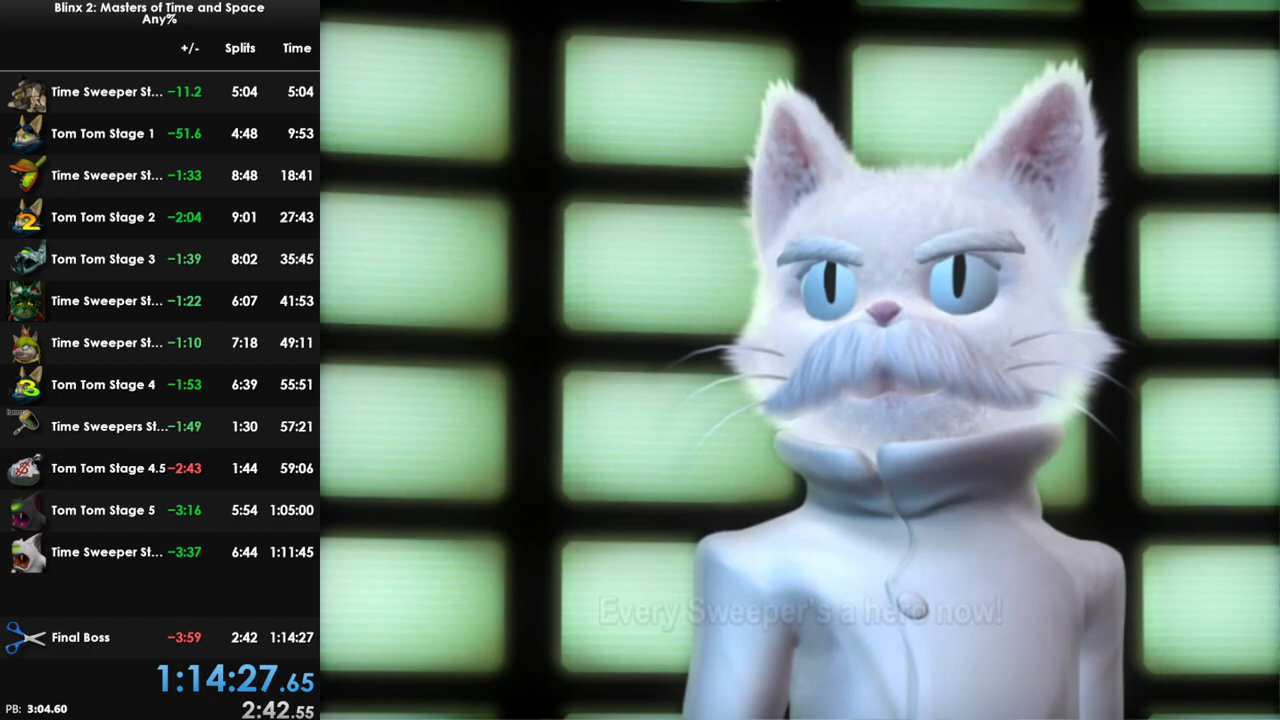 Blinx 2: Masters of Time and Space
Any%
+/- Splits Time
Time Sweeper St... −11.2 5:04 5:04
Tom Tom Stage 1 −51.6 4:48 9:53
Time Sweeper St... −1:33 8:48 18:41
Tom Tom Stage 2 −2:04 9:01 27:43
Tom Tom Stage 3 −1:39 8:02 35:45
Time Sweeper St... −1:22 6:07 41:53
Time Sweeper St... −1:10 7:18 49:11
Tom Tom Stage 4 −1:53 6:39 55:51
Time Sweepers St... −1:49 1:30 57:21
Tom Tom Stage 4.5 −2:43 1:44 59:06
Tom Tom Stage 5 −3:16 5:54 1:05:00
Time Sweeper St... −3:37 6:44 1:11:45
Every Sweeper's a hero now!
Final Boss −3:59 2:42 1:14:27
1:14:27.65
PB: 3:04.60 2:42.55